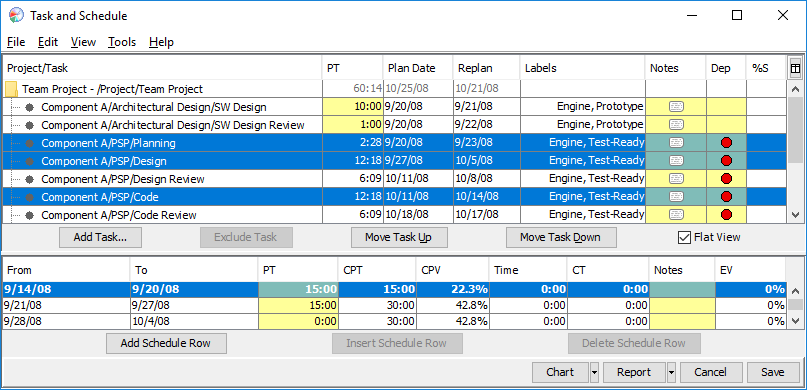 Task and Schedule
File Edit View Tools Help
Project/Task PT Plan Date Replan Labels Notes Dep %S
Team Project - /Project/Team Project 60:14 10/25/08 10/21/08
Component A/Architectural Design/SW Design 10:00 9/20/08 9/21/08 Engine, Prototype
Component A/Architectural Design/SW Design Review 1:00 9/20/08 9/22/08 Engine, Prototype
Component A/PSP/Planning 2:28 9/20/08 9/23/08 Engine, Test-Ready
Component A/PSP/Design 12:18 9/27/08 10/5/08 Engine, Test-Ready
Component A/PSP/Design Review 6:09 10/11/08 10/8/08 Engine, Test-Ready
Component A/PSP/Code 12:18 10/11/08 10/14/08 Engine, Test-Ready
Component A/PSP/Code Review 6:09 10/18/08 10/17/08 Engine, Test-Ready
Add Task... Exclude Task Move Task Up Move Task Down Flat View
From To PT CPT CPV Time CT Notes EV
9/14/08 9/20/08 15:00 15:00 22.3% 0:00 0:00 0%
9/21/08 9/27/08 15:00 30:00 42.8% 0:00 0:00 0%
9/28/08 10/4/08 0:00 30:00 42.8% 0:00 0:00 0%
Add Schedule Row Insert Schedule Row Delete Schedule Row
Chart Report Cancel Save